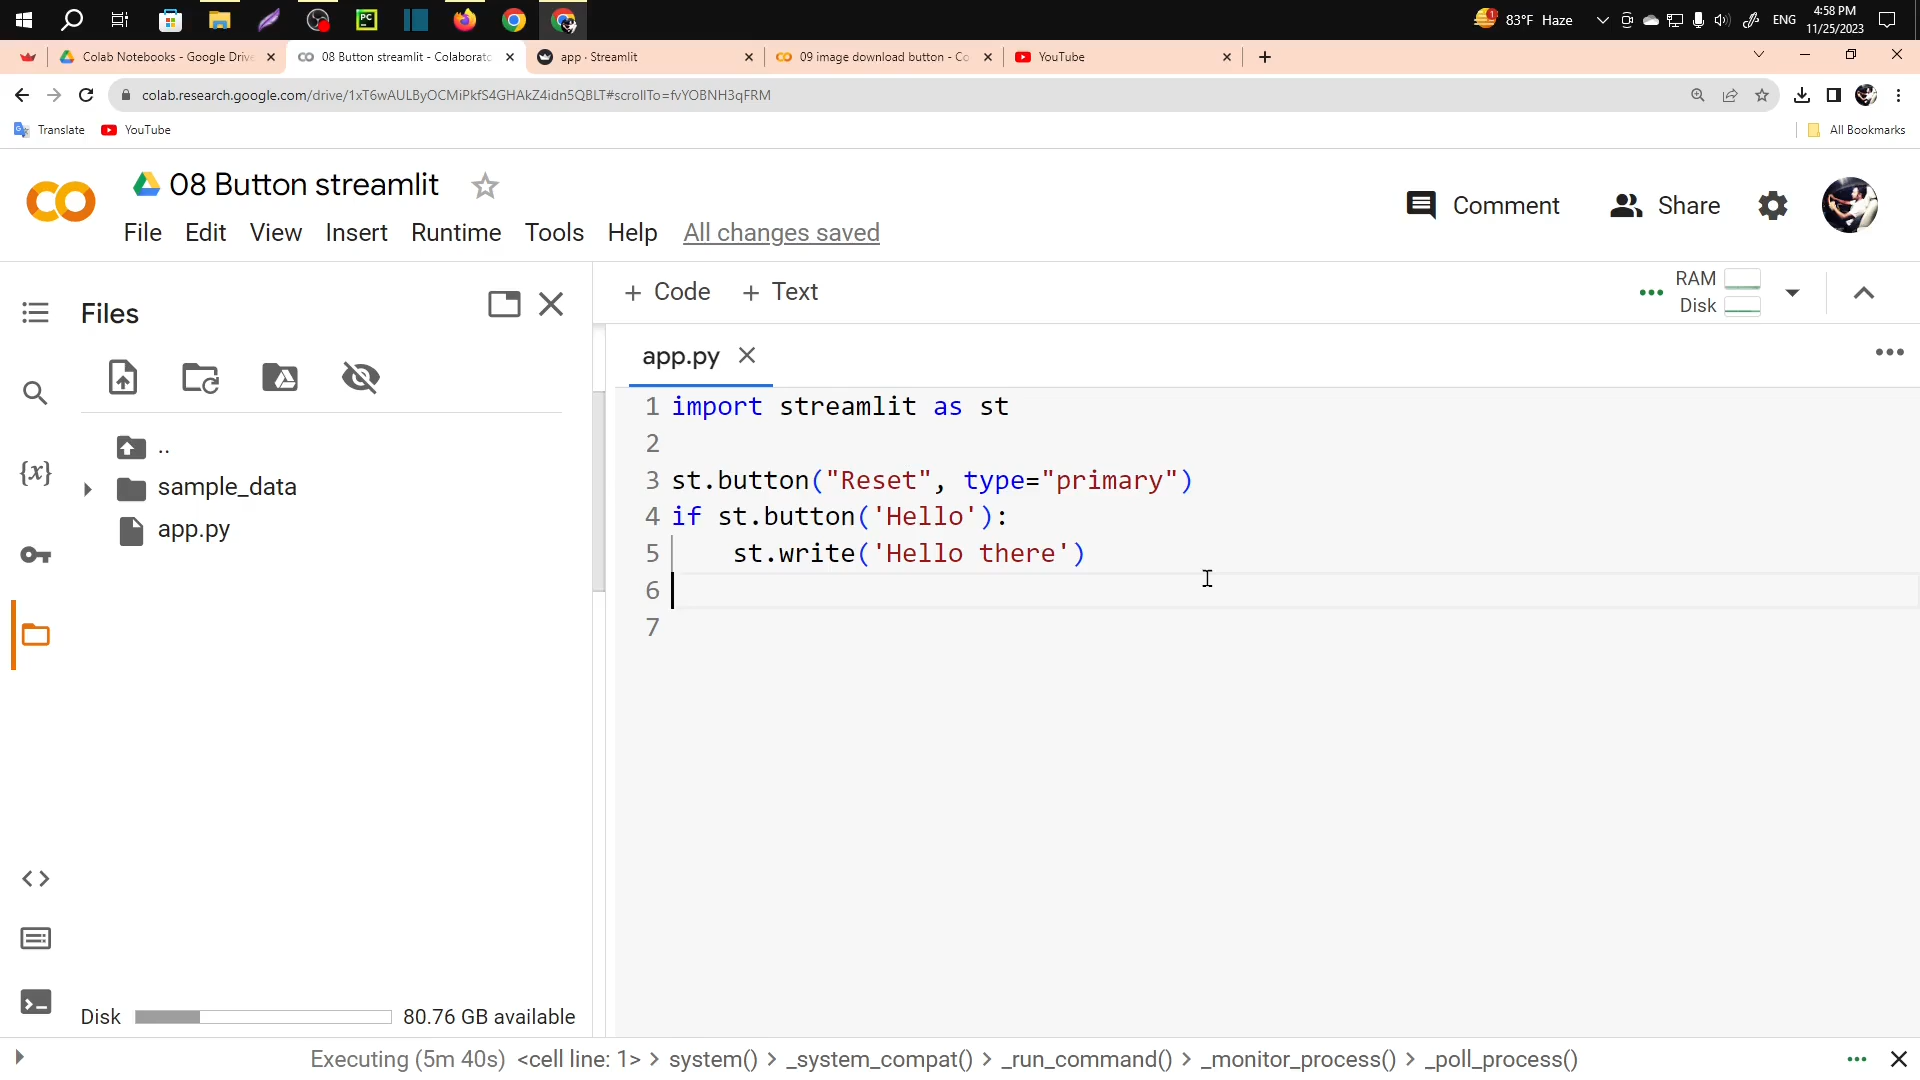 83°F Haze
ENG
4:58 PM
11/25/2023
Colab Notebooks - Google Drive
08 Button streamlit - Colaborato
app · Streamlit
09 image download button - Co
YouTube
colab.research.google.com/drive/1xT6wAULByOCMiPkfS4GHAkZ4idn5QBLT#scrollTo=fvYOBNH3qFRM
Translate
YouTube
All Bookmarks
08 Button streamlit
File Edit View Insert Runtime Tools Help All changes saved
Comment
Share
Files
+ Code + Text
RAM
Disk
app.py
..
sample_data
app.py
{x}
1 import streamlit as st
2
3 st.button("Reset", type="primary")
4 if st.button('Hello'):
5     st.write('Hello there')
6
7
Disk 80.76 GB available
Executing (5m 40s) <cell line: 1> > system() > _system_compat() > _run_command() > _monitor_process() > _poll_process()